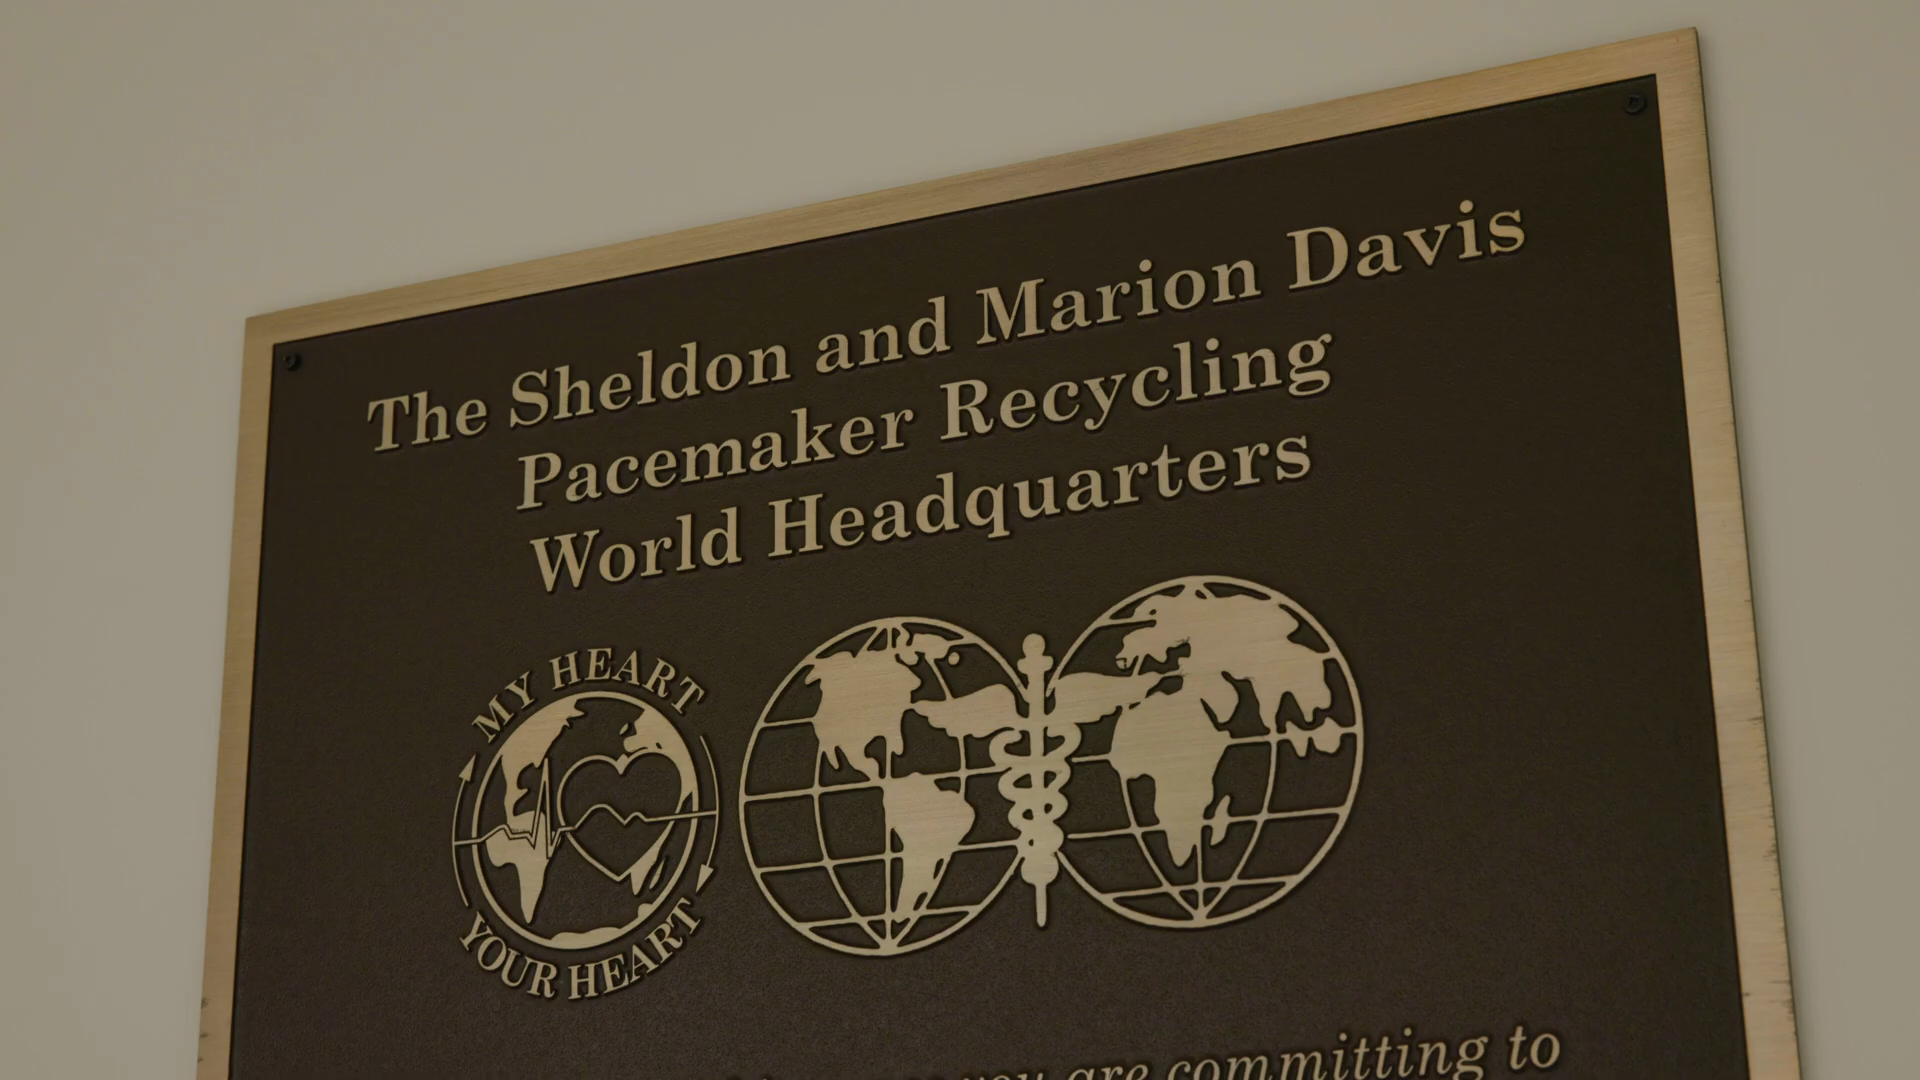 The Sheldon and Marion Davis
Pacemaker Recycling
World Headquarters
MY HEART
YOUR HEART
you are committing to